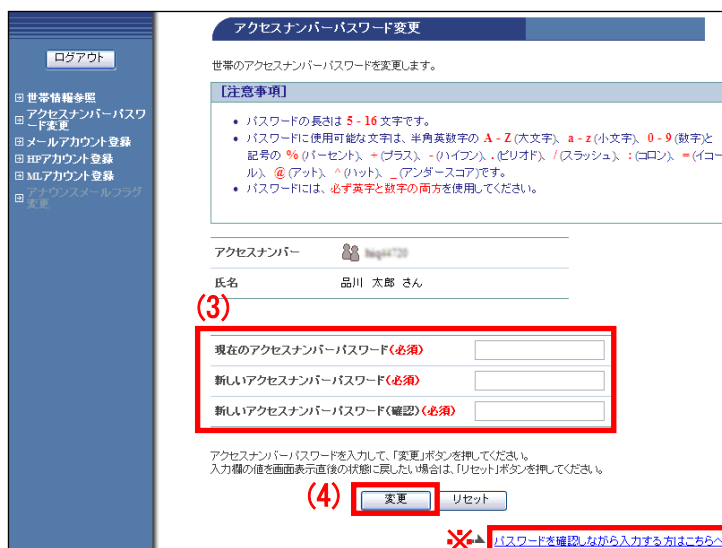 アクセスナンバーパスワード変更
ログアウト
世帯情報参照
アクセスナンバーパスワ
ード変更
メールアカウント登録
HPアカウント登録
MLアカウント登録
アナウンスメールフラグ
変更
世帯のアクセスナンバーパスワードを変更します。
[注意事項]
• パスワードの長さは 5 - 16 文字です。
• パスワードに使用可能な文字は、半角英数字の A - Z (大文字)、a - z (小文字)、0 - 9 (数字)と
記号の % (パーセント)、+ (プラス)、- (ハイフン)、. (ピリオド)、/ (スラッシュ)、: (コロン)、= (イコー
ル)、@ (アット)、^ (ハット)、_ (アンダースコア)です。
• パスワードには、必ず英字と数字の両方を使用してください。
アクセスナンバー
氏名 品川 太郎 さん
(3)
現在のアクセスナンバーパスワード(必須)
新しいアクセスナンバーパスワード(必須)
新しいアクセスナンバーパスワード(確認)(必須)
アクセスナンバーパスワードを入力して、「変更」ボタンを押してください。
入力欄の値を画面表示直後の状態に戻したい場合は、「リセット」ボタンを押してください。
(4) 変更 リセット
※ パスワードを確認しながら入力する方はこちらへ